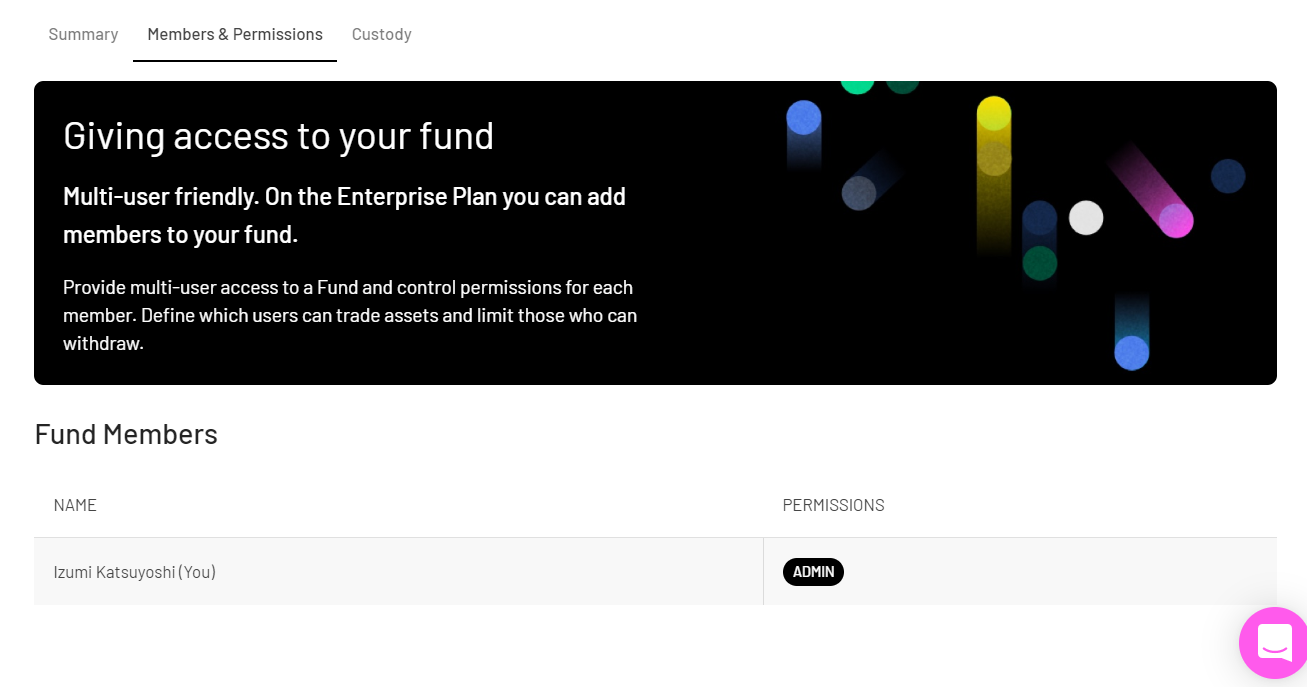 Summary Members & Permissions Custody
Giving access to your fund
Multi-user friendly. On the Enterprise Plan you can add
members to your fund.
Provide multi-user access to a Fund and control permissions for each
member. Define which users can trade assets and limit those who can
withdraw.
Fund Members
NAME PERMISSIONS
Izumi Katsuyoshi (You) ADMIN